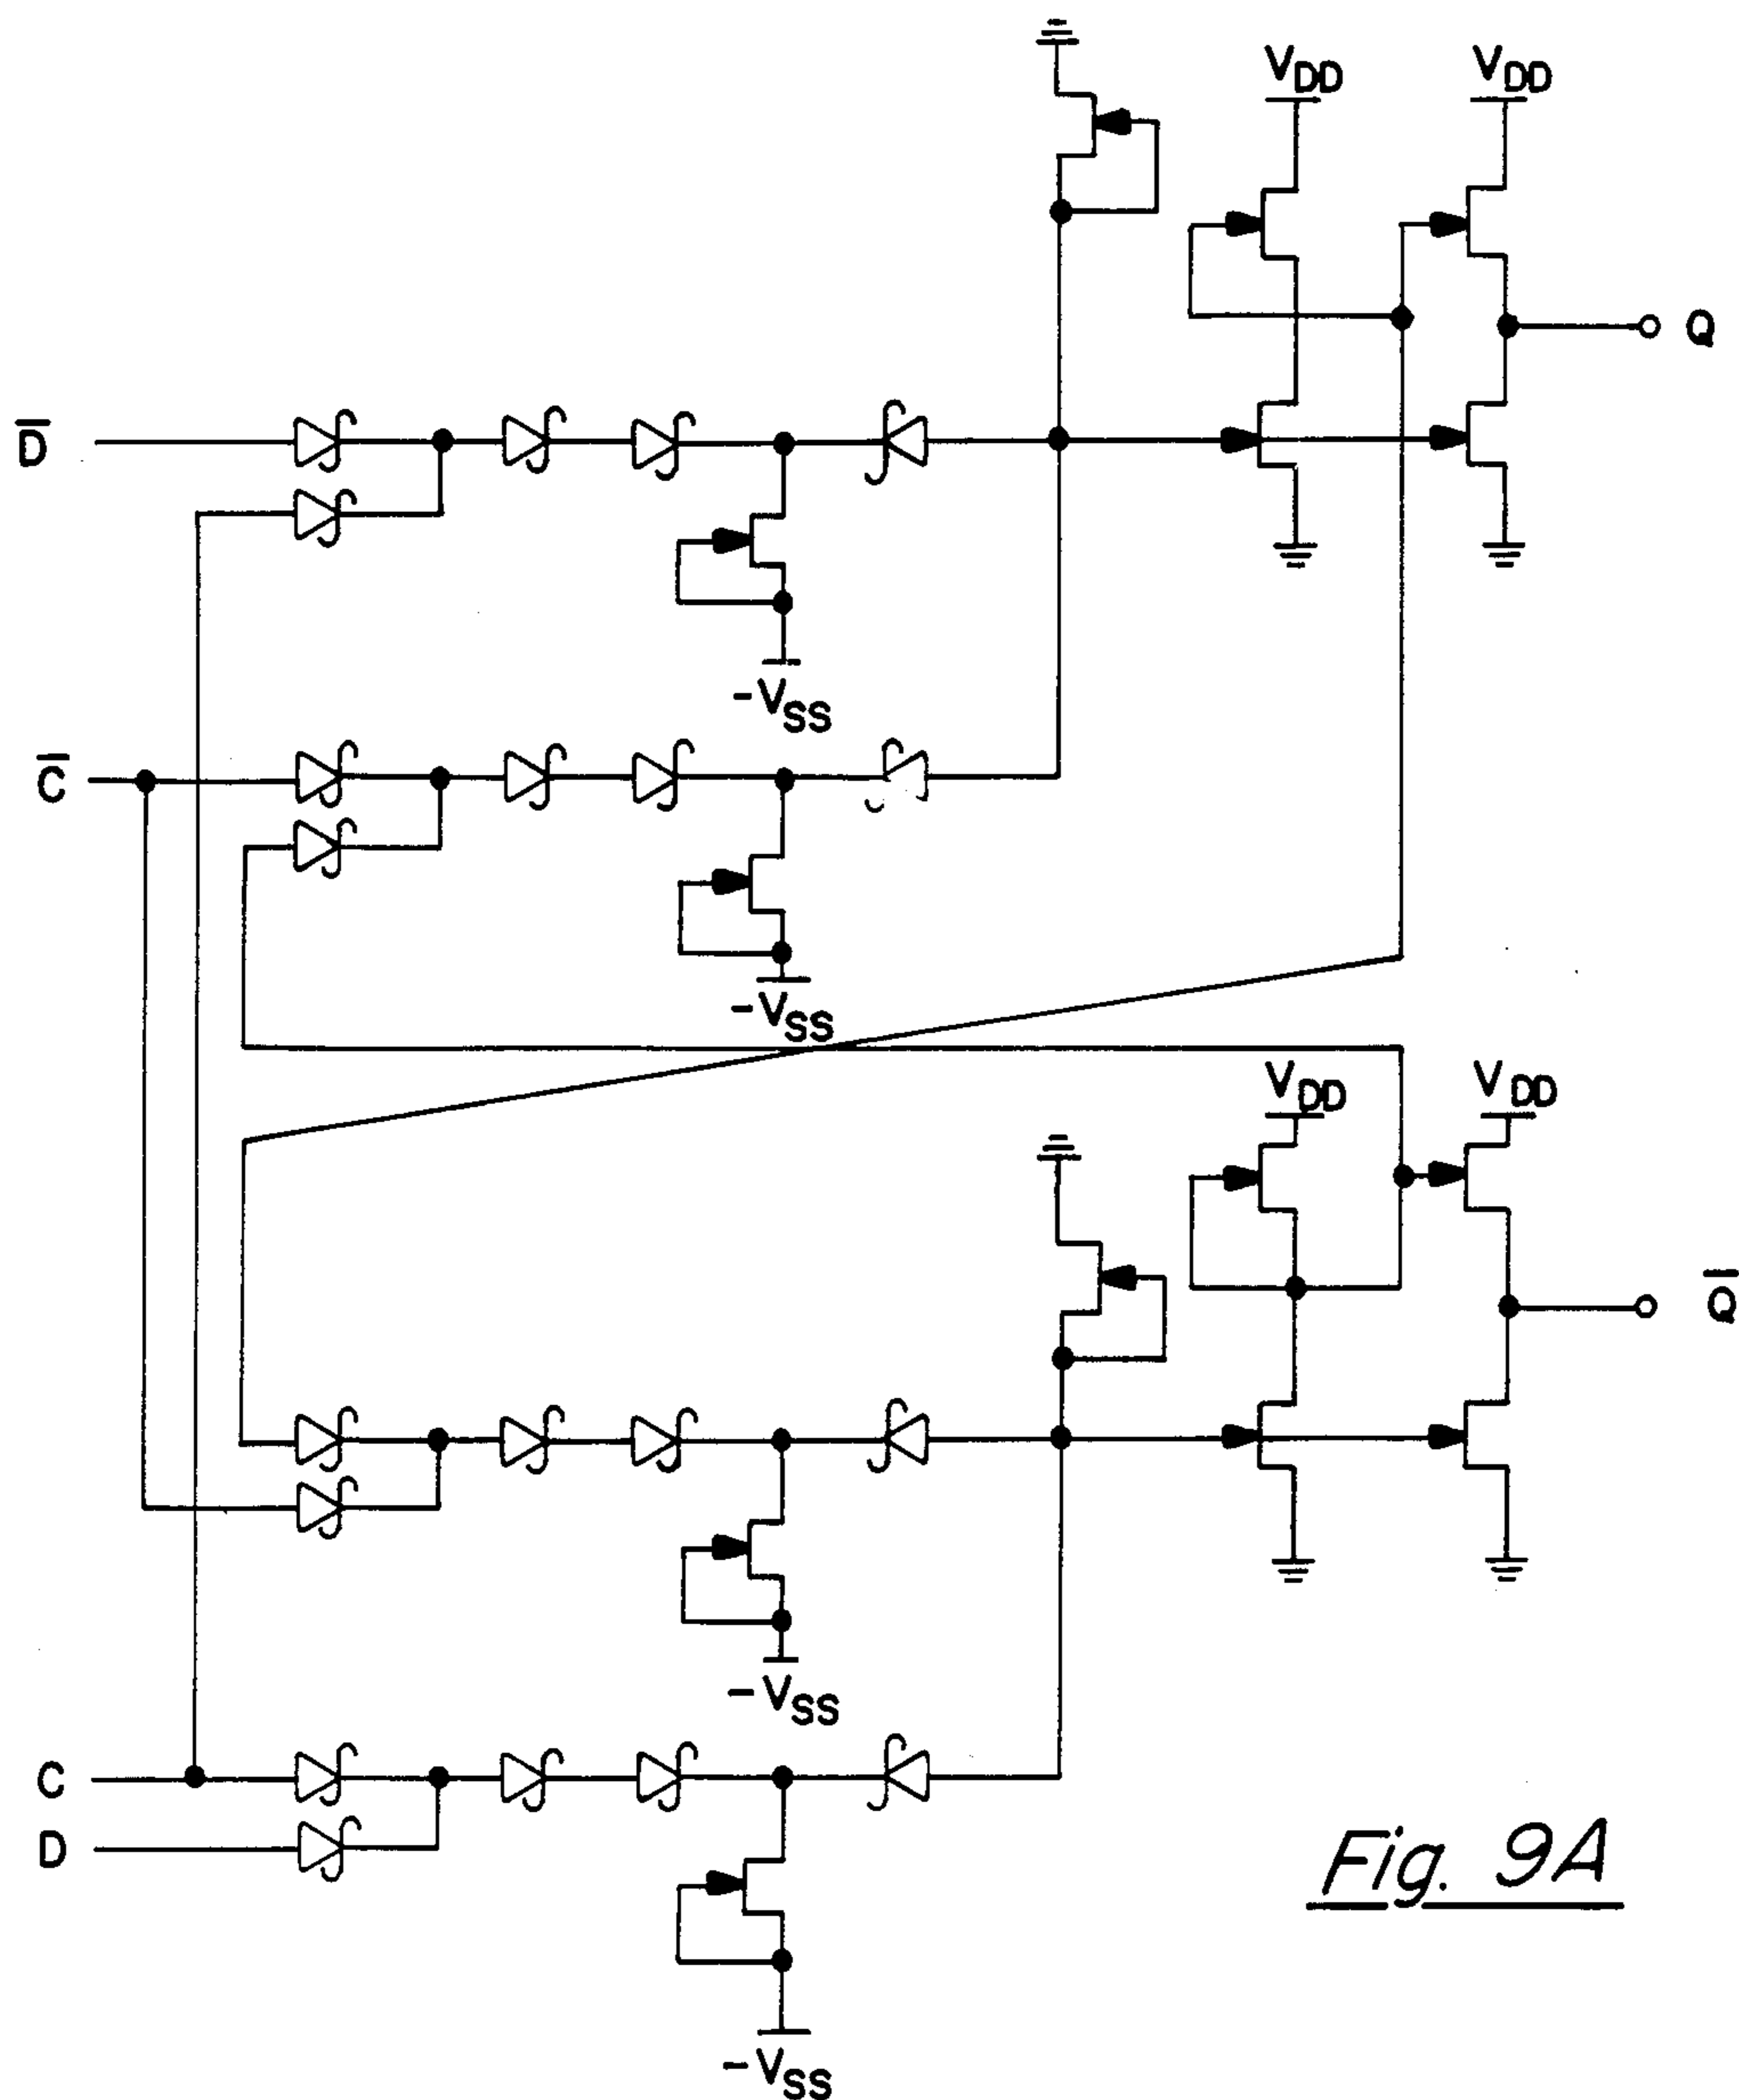 V_DD V_DD
Q
D̅
-V_SS
C̅
-V_SS
V_DD V_DD
Q̅
-V_SS
C
D
Fig. 9A
-V_SS